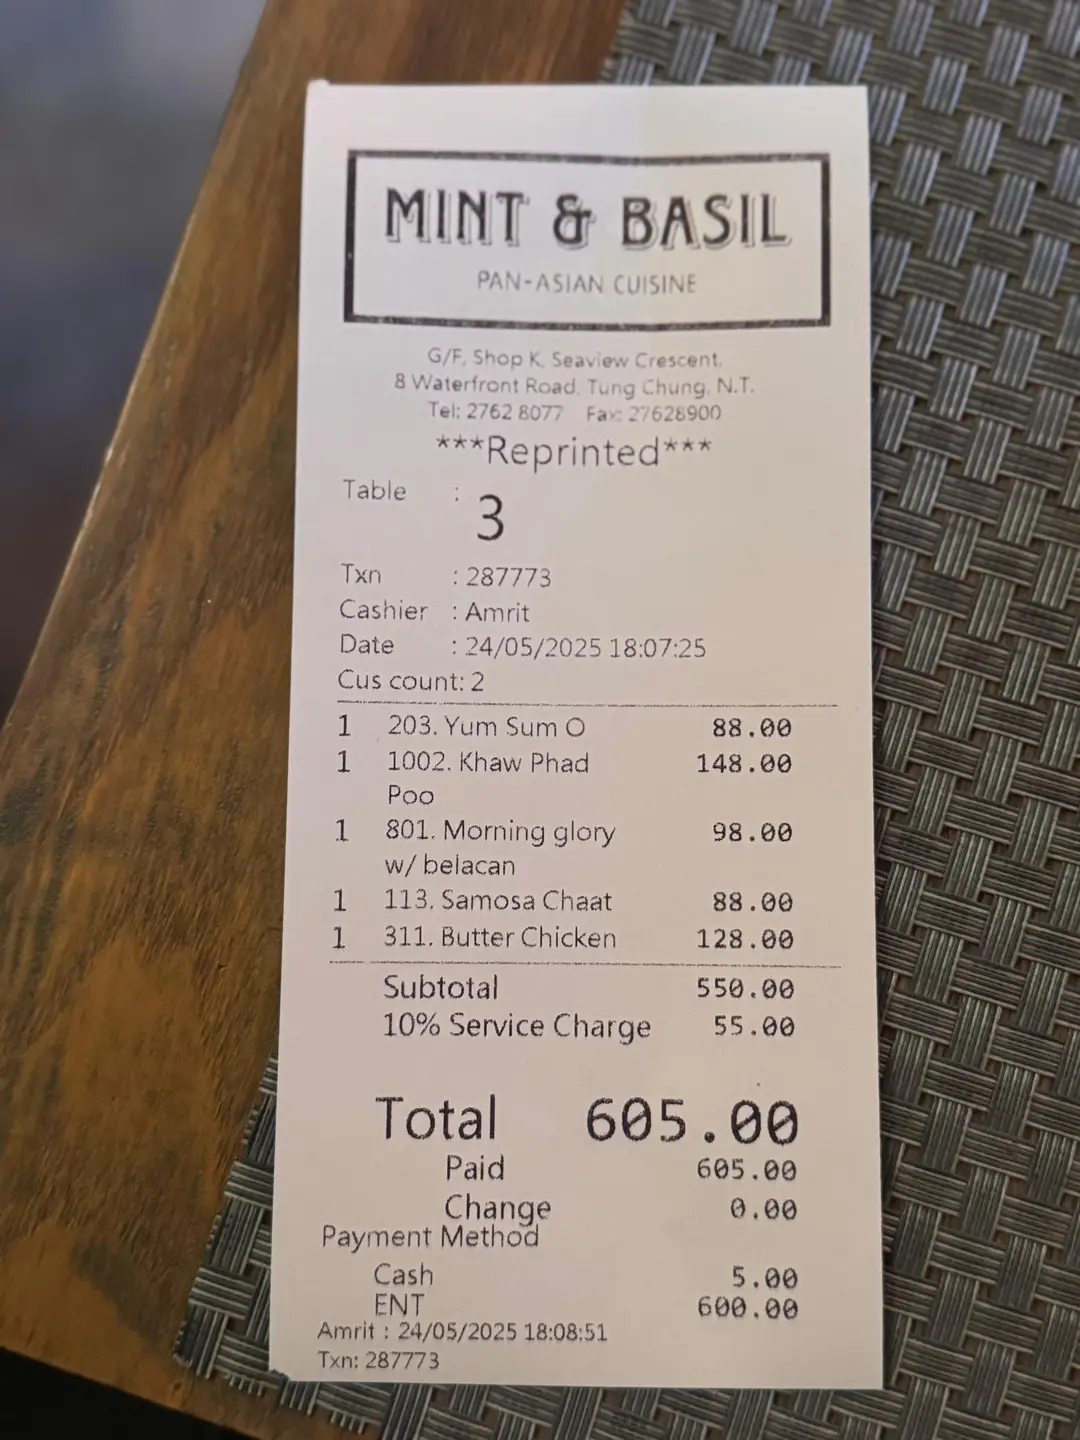 MINT & BASIL
PAN-ASIAN CUISINE
G/F, Shop K, Seaview Crescent,
8 Waterfront Road, Tung Chung, N.T.
Tel: 2762 8077 Fax: 27628900
***Reprinted***
Table : 3
Txn : 287773
Cashier : Amrit
Date : 24/05/2025 18:07:25
Cus count: 2
1 203. Yum Sum O 88.00
1 1002. Khaw Phad 148.00
Poo
1 801. Morning glory 98.00
w/ belacan
1 113. Samosa Chaat 88.00
1 311. Butter Chicken 128.00
Subtotal 550.00
10% Service Charge 55.00
Total 605.00
Paid 605.00
Change 0.00
Payment Method
Cash 5.00
ENT 600.00
Amrit : 24/05/2025 18:08:51
Txn: 287773